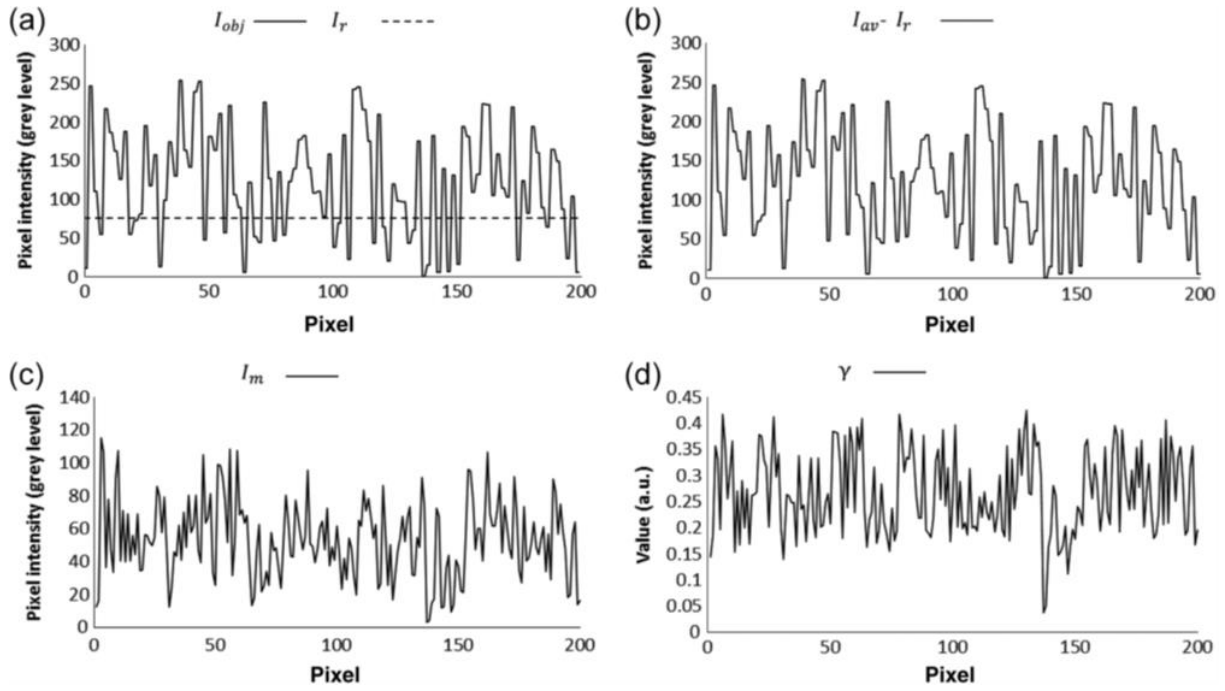 (a) I_obj I_r
300
250
200
150
100
50
0
Pixel intensity (grey level)
0 50 100 150 200
Pixel
(b) I_av- I_r
300
250
200
150
100
50
0
Pixel intensity (grey level)
0 50 100 150 200
Pixel
(c) I_m
140
120
100
80
60
40
20
0
Pixel intensity (grey level)
0 50 100 150 200
Pixel
(d) γ
0.45
0.4
0.35
0.3
0.25
0.2
0.15
0.1
0.05
0
Value (a.u.)
0 50 100 150 200
Pixel